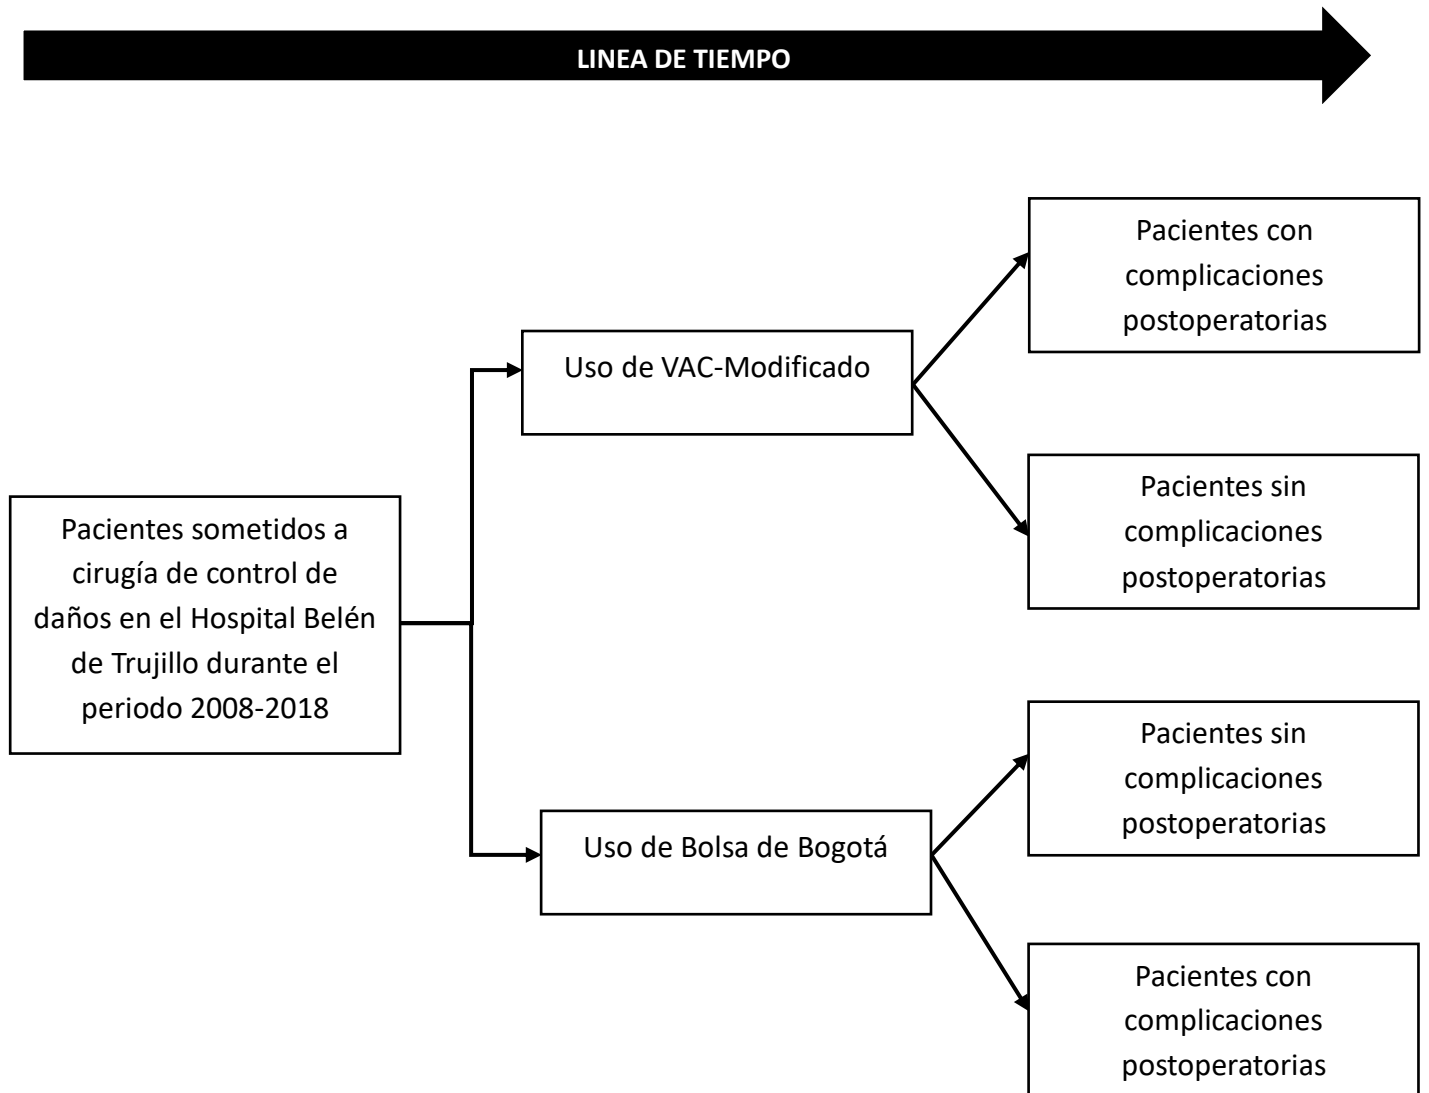 LINEA DE TIEMPO
Pacientes con
complicaciones
postoperatorias
Uso de VAC-Modificado
Pacientes sin
complicaciones
postoperatorias
Pacientes sometidos a
cirugía de control de
daños en el Hospital Belén
de Trujillo durante el
periodo 2008-2018
Pacientes sin
complicaciones
postoperatorias
Uso de Bolsa de Bogotá
Pacientes con
complicaciones
postoperatorias